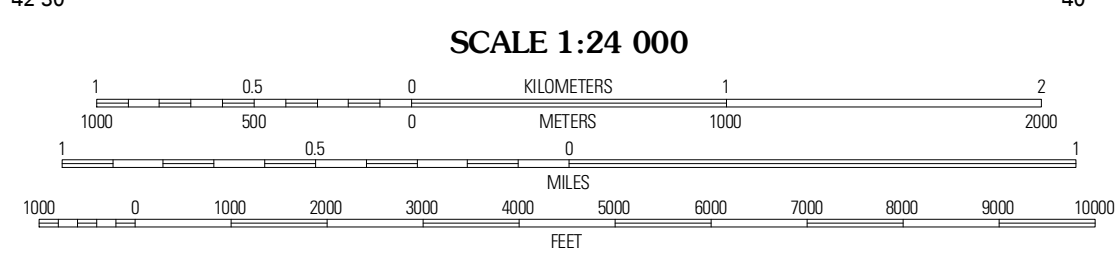 42'30" 40'
SCALE 1:24 000
1 0.5 0 KILOMETERS 1 2
1000 500 0 METERS 1000 2000
1 0.5 0 1
MILES
1000 0 1000 2000 3000 4000 5000 6000 7000 8000 9000 10000
FEET